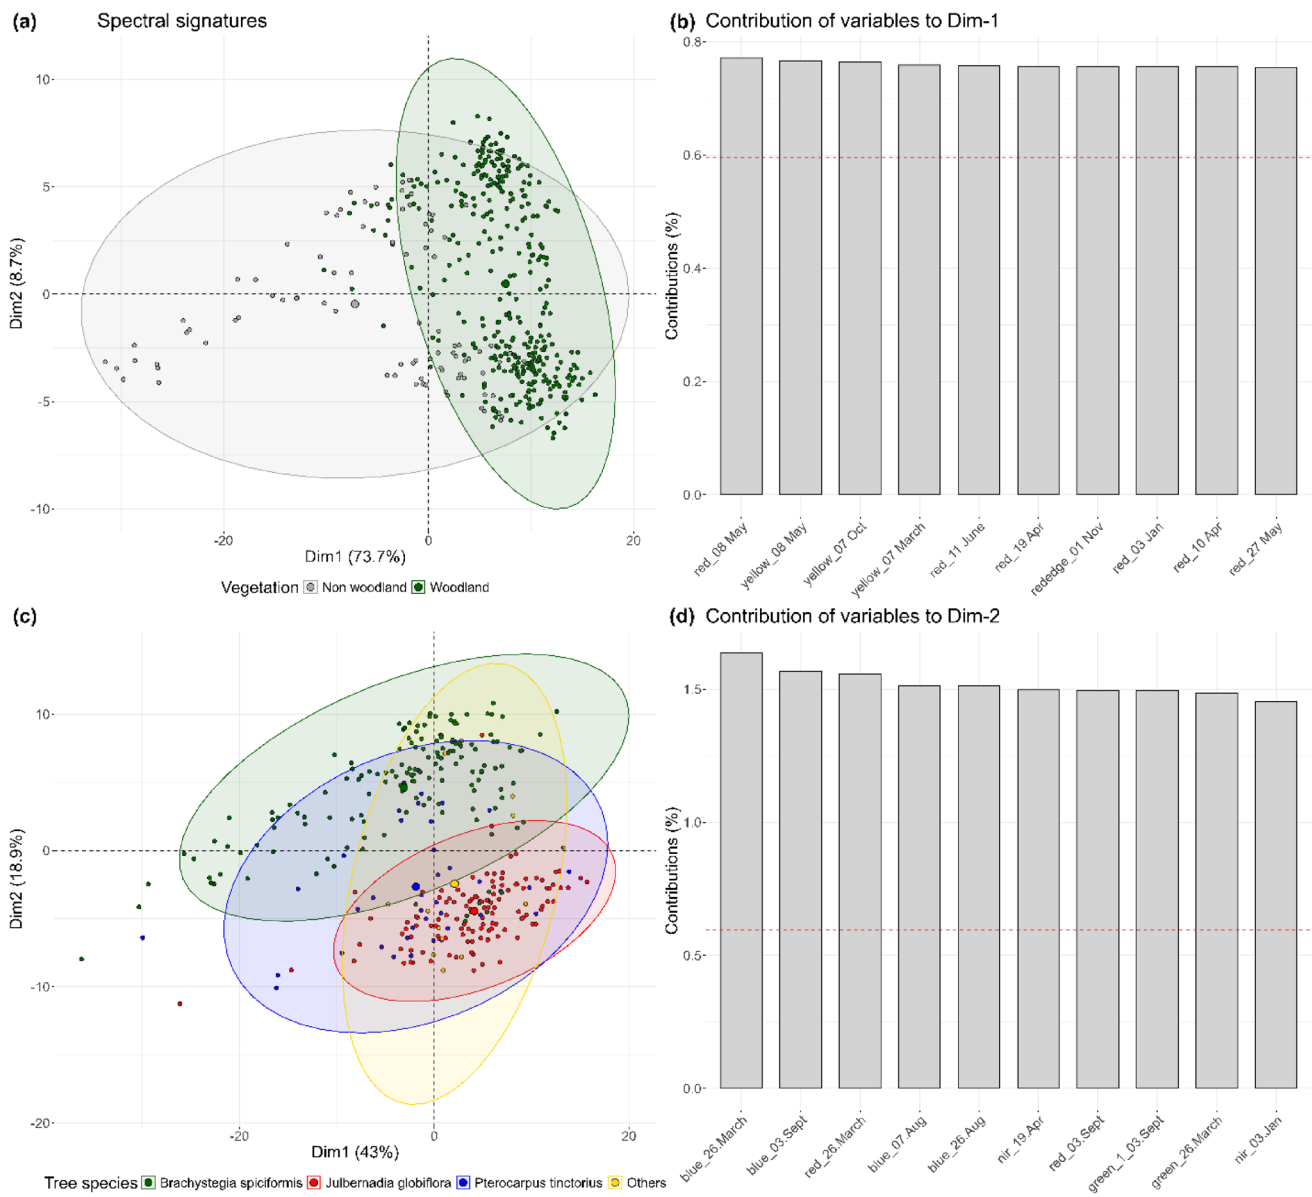 (a) Spectral signatures
10
5
0
-5
-10
Dim2 (8.7%)
-20 0 20
Dim1 (73.7%)
Vegetation Non woodland Woodland
(b) Contribution of variables to Dim-1
0.8
0.6
0.4
0.2
0.0
Contributions (%)
red_08 May
yellow_08 May
yellow_07 Oct
yellow_07 March
red_11 June
red_19 Apr
rededge_01 Nov
red_03 Jan
red_10 Apr
red_27 May
(c)
10
0
-10
-20
Dim2 (18.9%)
-20 0 20
Dim1 (43%)
Tree species Brachystegia spiciformis Julbernadia globiflora Pterocarpus tinctorius Others
(d) Contribution of variables to Dim-2
1.5
1.0
0.5
0.0
Contributions (%)
blue_26.March
blue_03.Sept
red_26.March
blue_07.Aug
blue_26.Aug
nir_19.Apr
red_03.Sept
green_1_03.Sept
green_26.March
nir_03.Jan